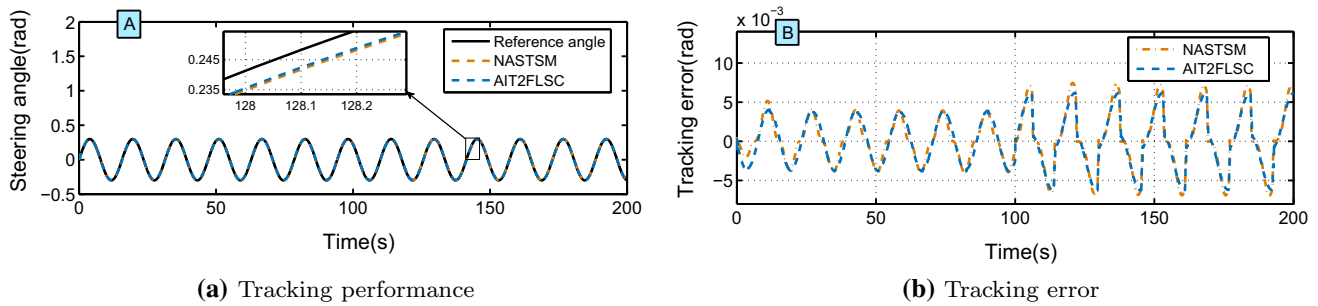 A
Steering angle(rad)
2
1.5
1
0.5
0
−0.5
0.245
0.235
128
128.1
128.2
Reference angle
NASTSM
AIT2FLSC
0
50
100
150
200
Time(s)
(a) Tracking performance
× 10⁻³
B
Tracking error(rad)
10
5
0
−5
NASTSM
AIT2FLSC
0
50
100
150
200
Time(s)
(b) Tracking error